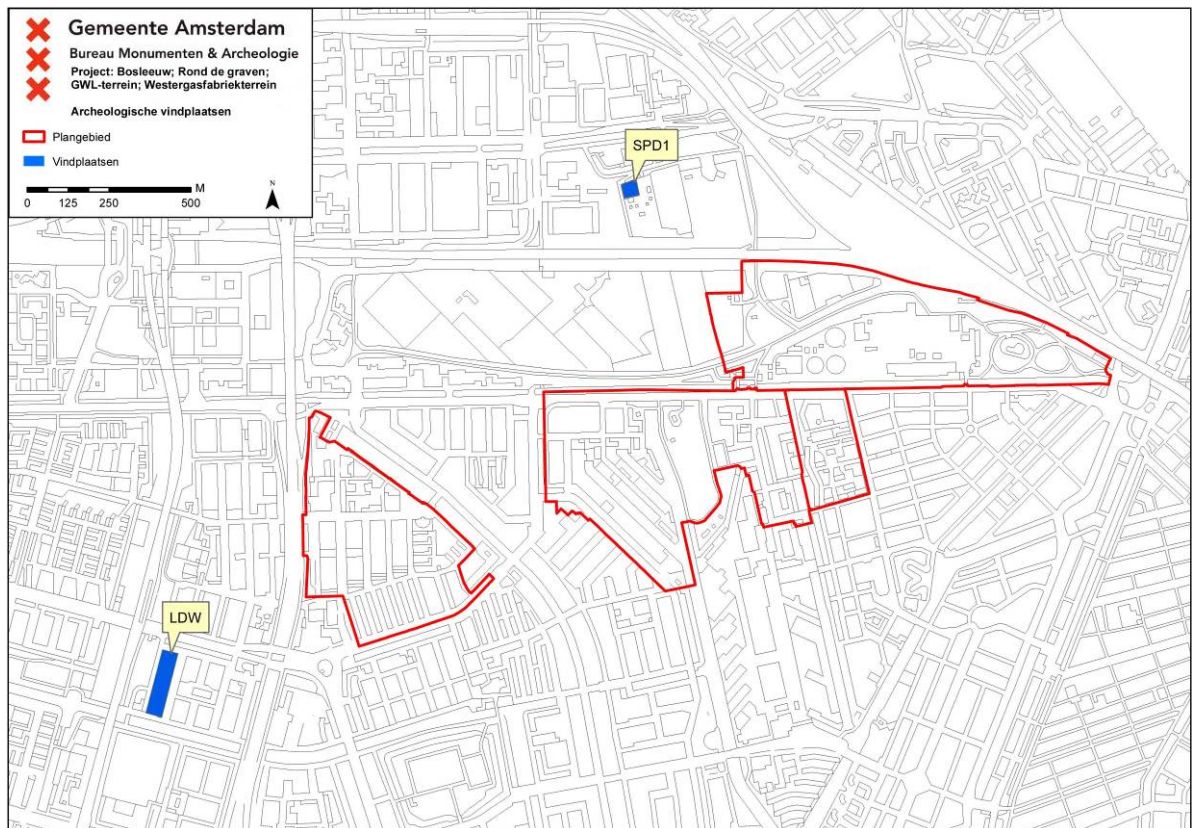 Gemeente Amsterdam
Bureau Monumenten & Archeologie
Project: Bosleeuw; Rond de graven;
GWL-terrein; Westergasfabriekterrein
Archeologische vindplaatsen
Plangebied
Vindplaatsen
M
0 125 250 500
N
SPD1
LDW